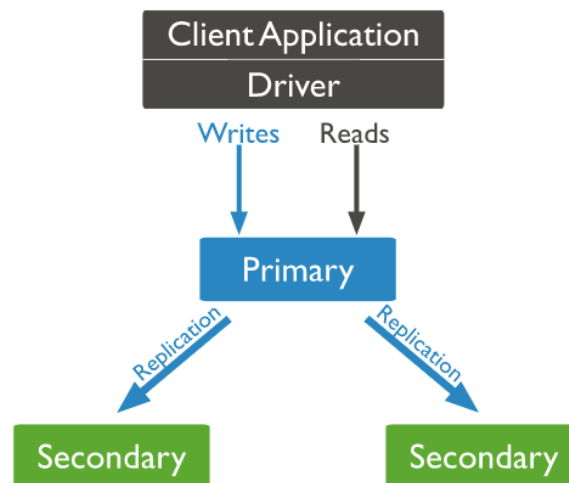 Client Application
Driver
Writes Reads
Primary
Replication Replication
Secondary Secondary